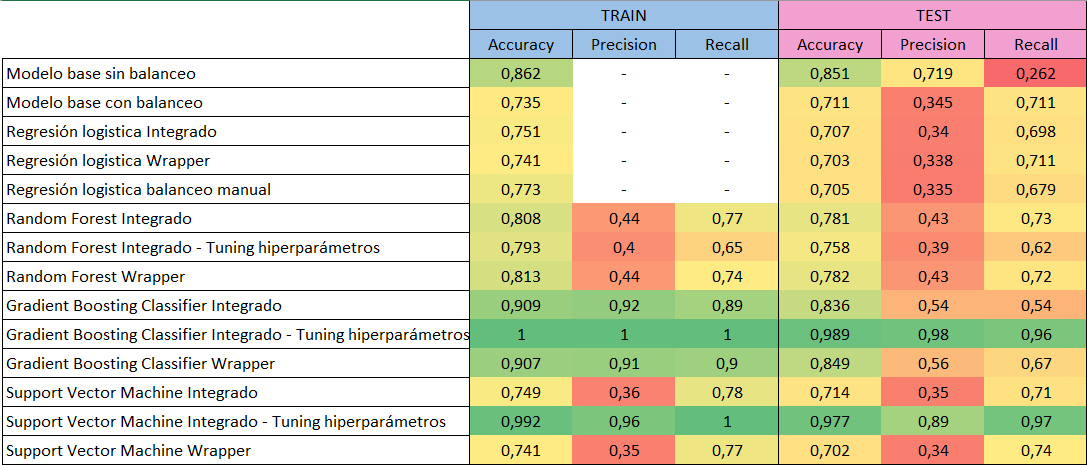 TRAIN TEST
Accuracy Precision Recall Accuracy Precision Recall
Modelo base sin balanceo 0,862 - - 0,851 0,719 0,262
Modelo base con balanceo 0,735 - - 0,711 0,345 0,711
Regresión logistica Integrado 0,751 - - 0,707 0,34 0,698
Regresión logistica Wrapper 0,741 - - 0,703 0,338 0,711
Regresión logistica balanceo manual 0,773 - - 0,705 0,335 0,679
Random Forest Integrado 0,808 0,44 0,77 0,781 0,43 0,73
Random Forest Integrado - Tuning hiperparámetros 0,793 0,4 0,65 0,758 0,39 0,62
Random Forest Wrapper 0,813 0,44 0,74 0,782 0,43 0,72
Gradient Boosting Classifier Integrado 0,909 0,92 0,89 0,836 0,54 0,54
Gradient Boosting Classifier Integrado - Tuning hiperparámetros 1 1 1 0,989 0,98 0,96
Gradient Boosting Classifier Wrapper 0,907 0,91 0,9 0,849 0,56 0,67
Support Vector Machine Integrado 0,749 0,36 0,78 0,714 0,35 0,71
Support Vector Machine Integrado - Tuning hiperparámetros 0,992 0,96 1 0,977 0,89 0,97
Support Vector Machine Wrapper 0,741 0,35 0,77 0,702 0,34 0,74